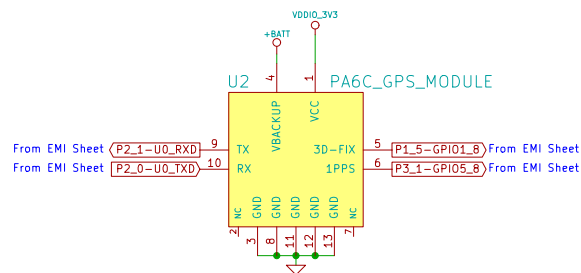 VDDIO_3V3
+BATT
U2 PA6C_GPS_MODULE
4 1
VBACKUP VCC
From EMI Sheet P2_1-U0_RXD 9 TX 3D-FIX 5 P1_5-GPIO1_8 From EMI Sheet
From EMI Sheet P2_0-U0_TXD 10 RX 1PPS 6 P3_1-GPIO5_8 From EMI Sheet
NC GND GND GND GND GND NC
2 3 8 11 12 13 7